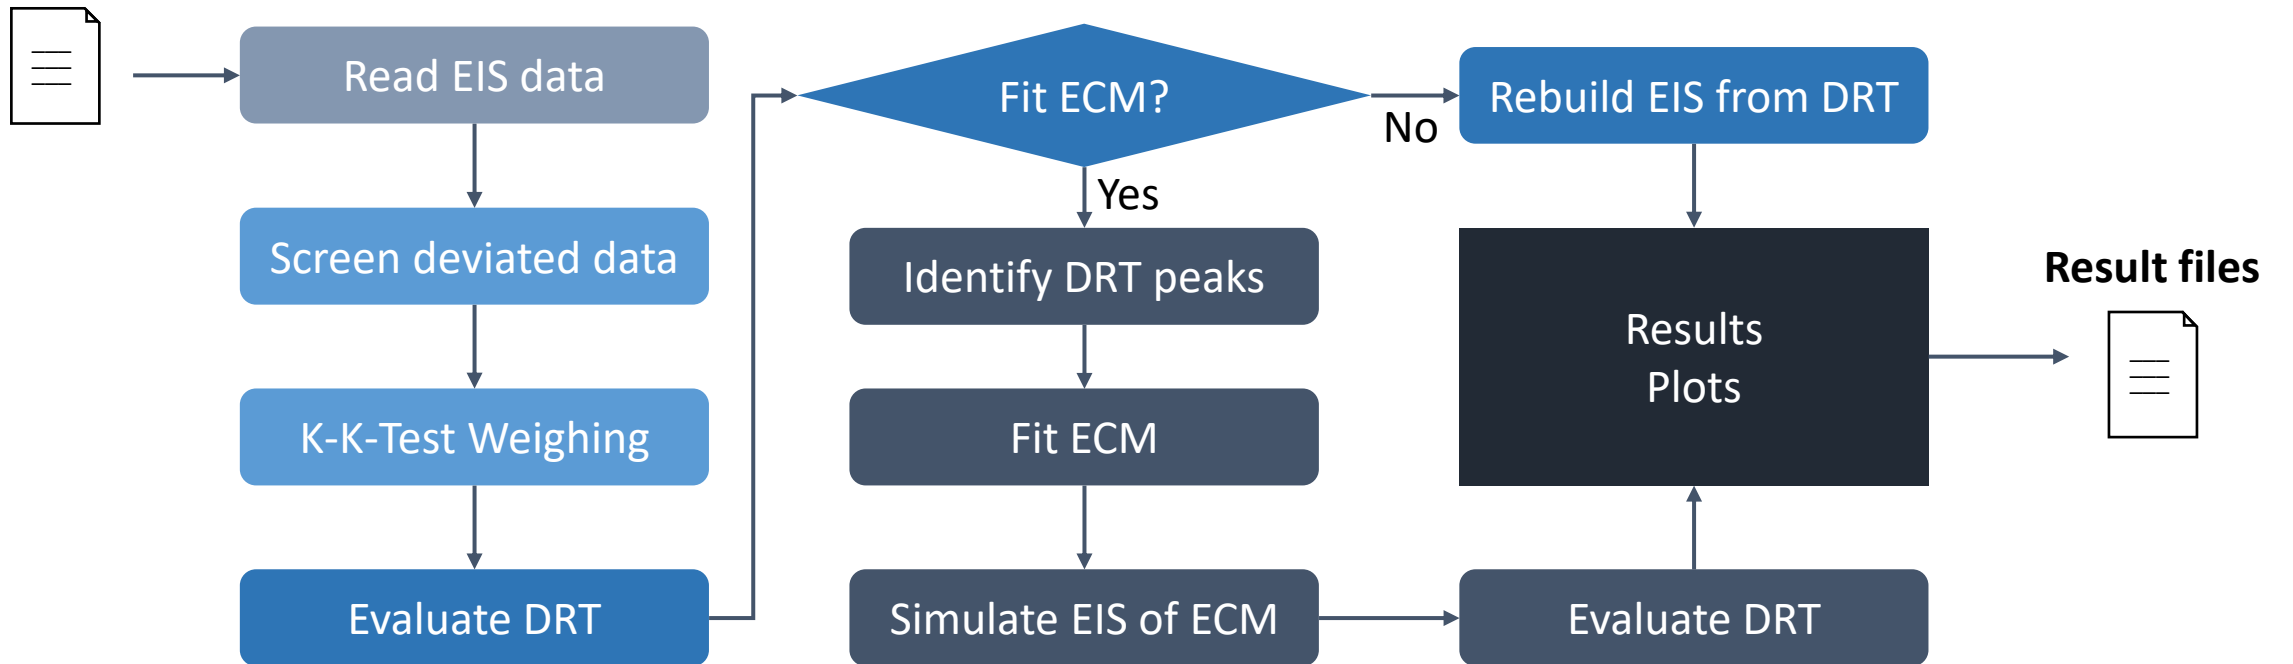 Read EIS data
Screen deviated data
K-K-Test Weighing
Evaluate DRT
Fit ECM?
No
Yes
Identify DRT peaks
Fit ECM
Simulate EIS of ECM
Rebuild EIS from DRT
Results
Plots
Evaluate DRT
Result files